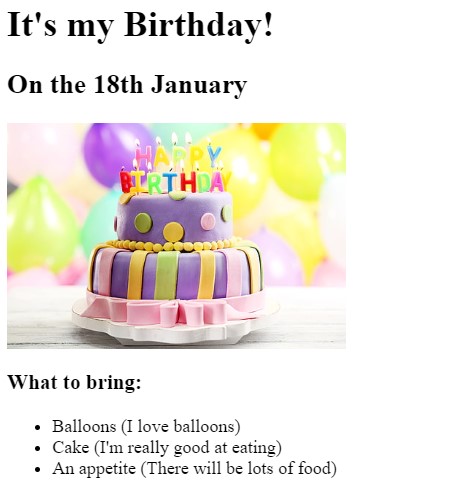 It's my Birthday!
On the 18th January
HAPPY
BIRTHDAY
What to bring:
Balloons (I love balloons)
Cake (I'm really good at eating)
An appetite (There will be lots of food)